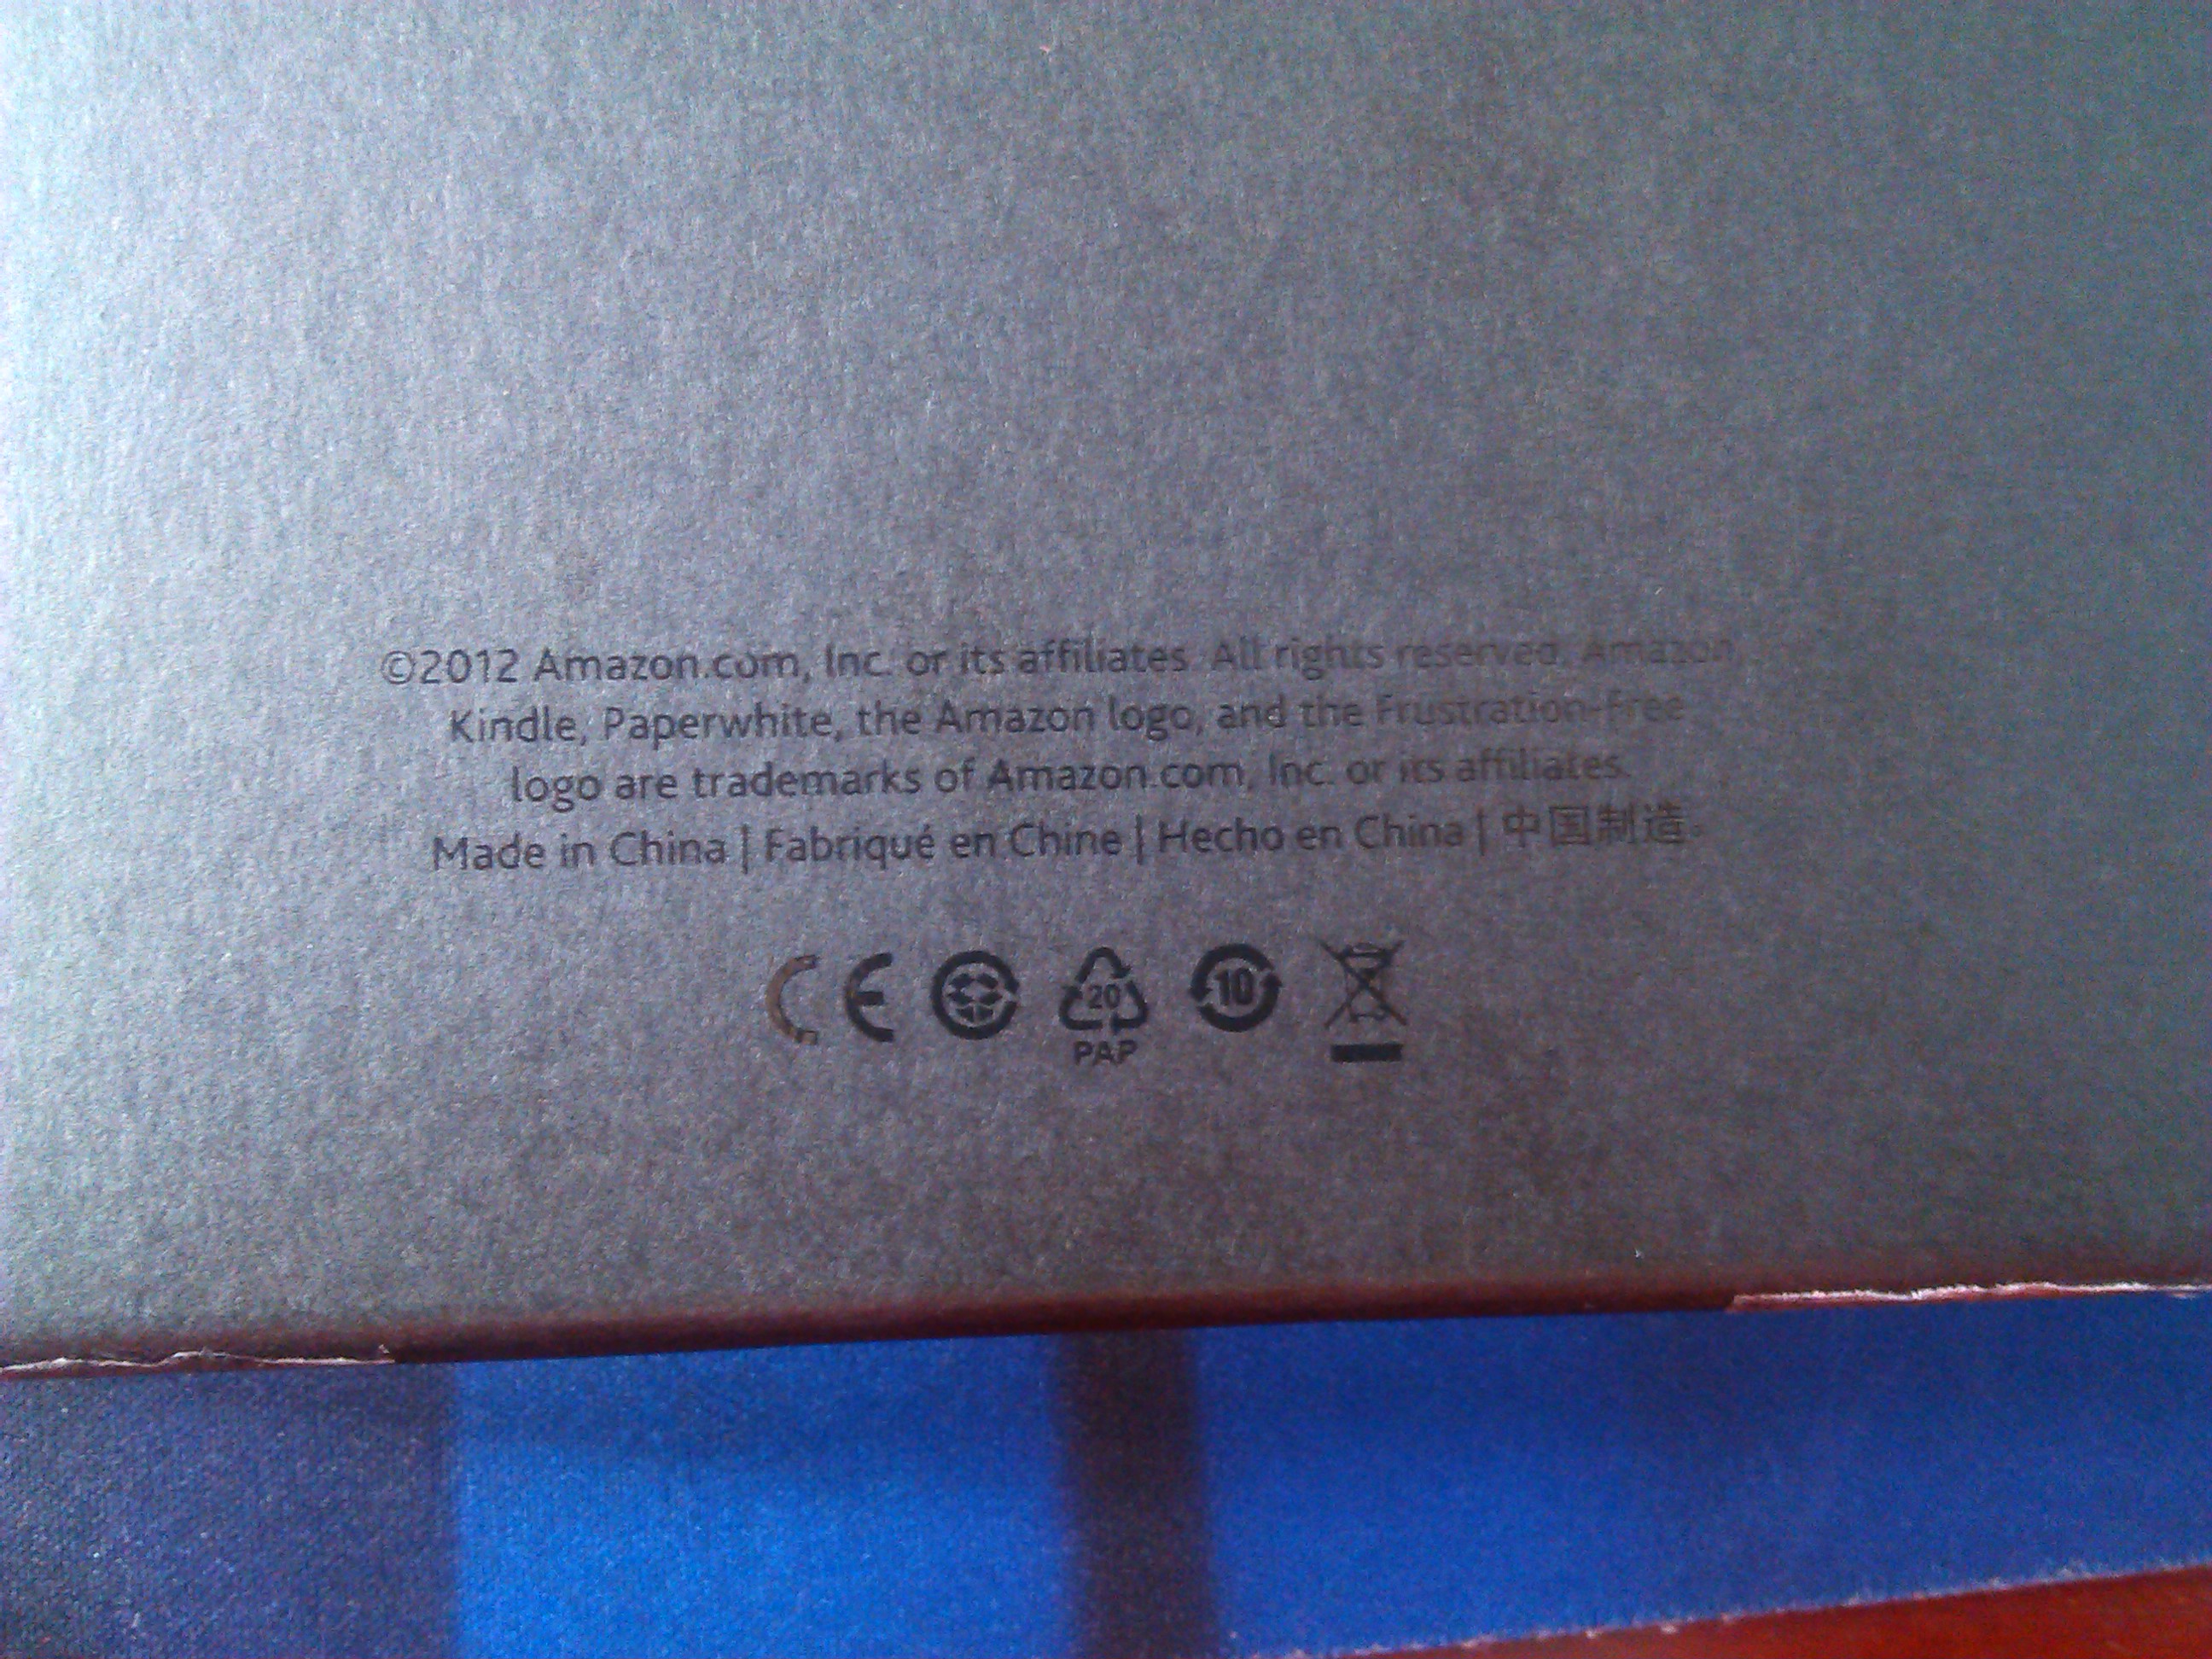 ©2012 Amazon.com, Inc. or its affiliates. All rights reserved. Amazon,
Kindle, Paperwhite, the Amazon logo, and the Frustration-Free
logo are trademarks of Amazon.com, Inc. or its affiliates.
Made in China | Fabriqué en Chine | Hecho en China | 中国制造。
CE 20 10
PAP